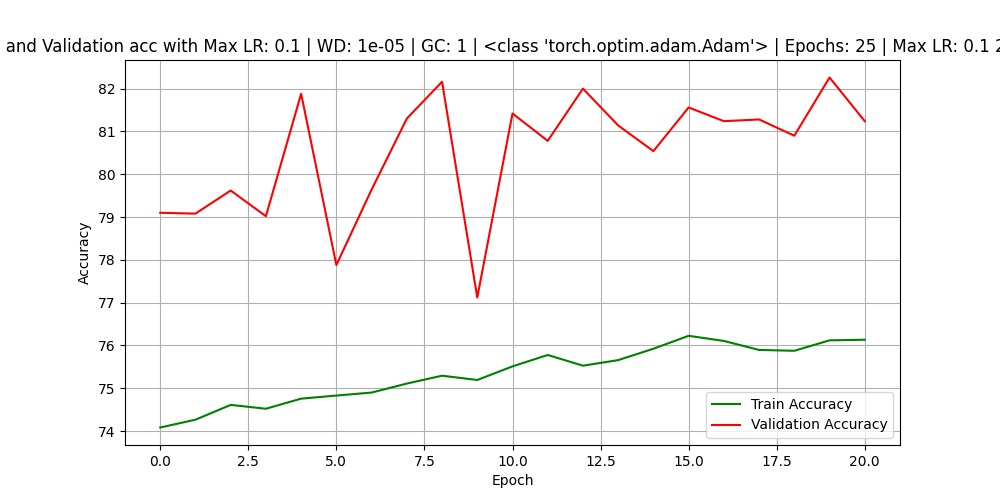 and Validation acc with Max LR: 0.1 | WD: 1e-05 | GC: 1 | <class 'torch.optim.adam.Adam'> | Epochs: 25 | Max LR: 0.1 2
82
81
80
79
78
77
76
75
74
Accuracy
Train Accuracy
Validation Accuracy
0.0 2.5 5.0 7.5 10.0 12.5 15.0 17.5 20.0
Epoch